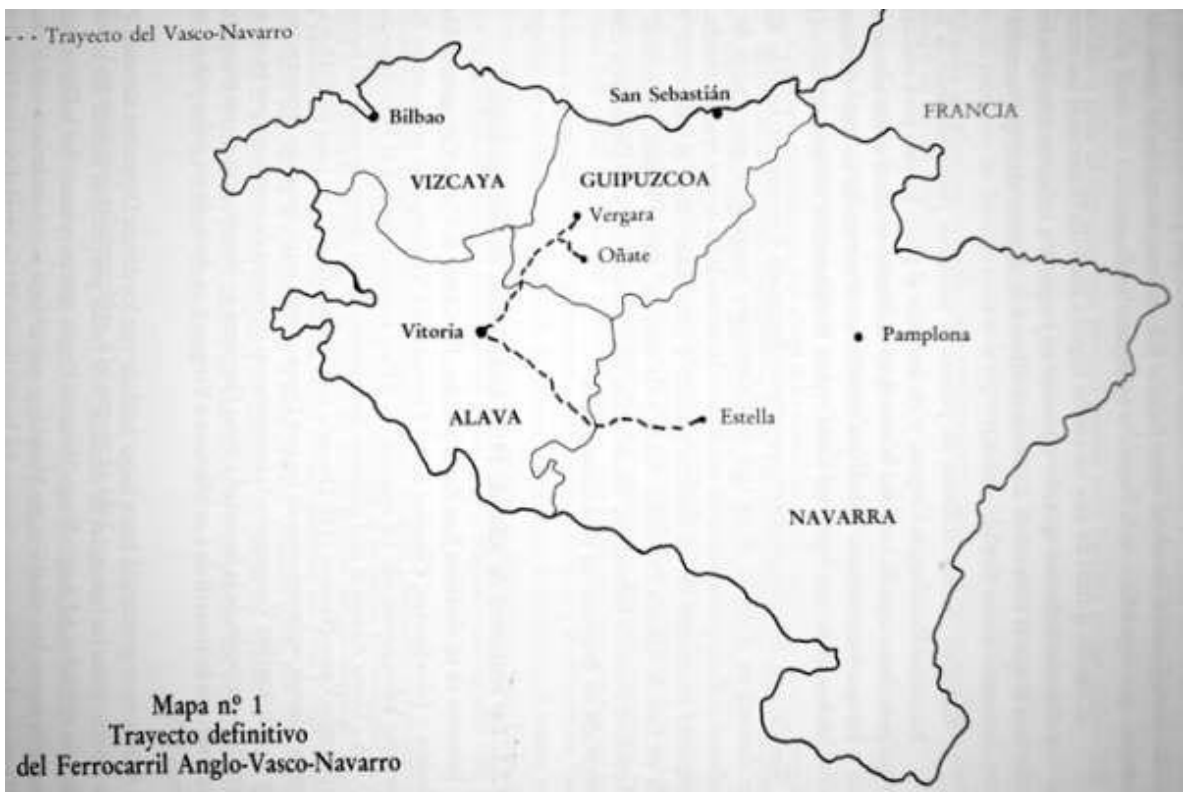 --- Trayecto del Vasco-Navarro
San Sebastián
FRANCIA
Bilbao
VIZCAYA
GUIPUZCOA
Vergara
Oñate
Vitoria
Pamplona
ALAVA
Estella
NAVARRA
Mapa n.º 1
Trayecto definitivo
del Ferrocarril Anglo-Vasco-Navarro